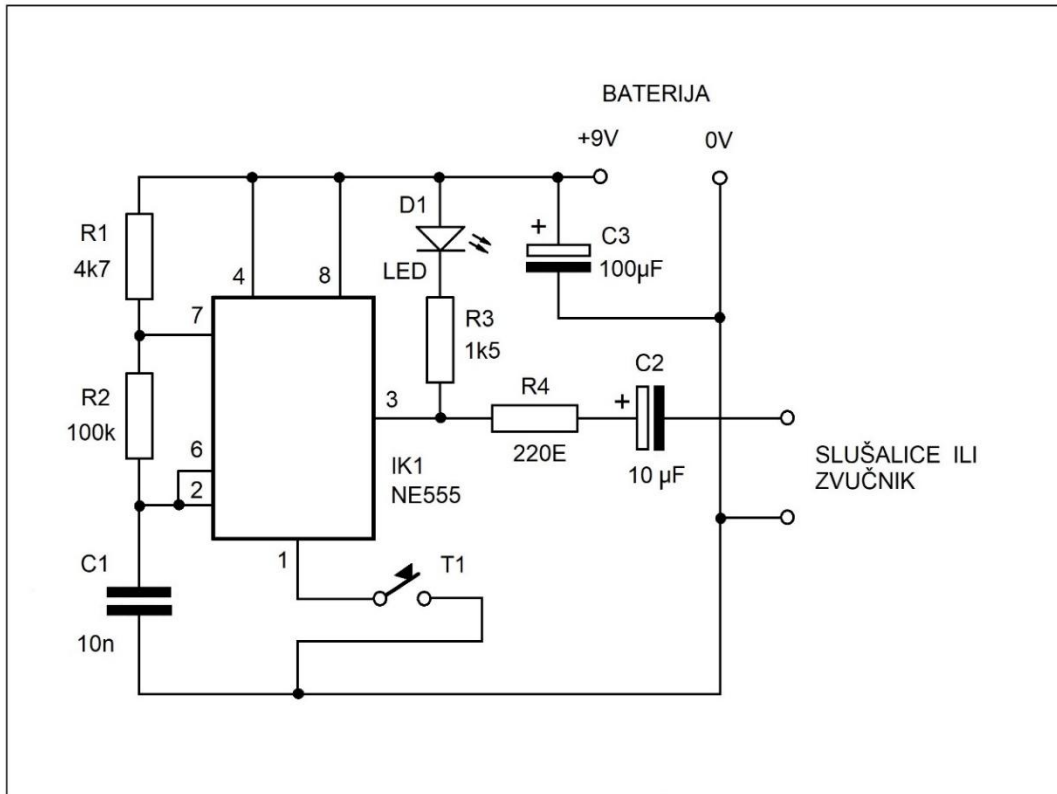 BATERIJA
+9V
0V
D1
LED
+
C3
100µF
R1
4k7
4
8
7
R3
1k5
R2
100k
3
R4
220E
C2
+
10 µF
6
2
IK1
NE555
SLUŠALICE ILI
ZVUČNIK
C1
10n
1
T1